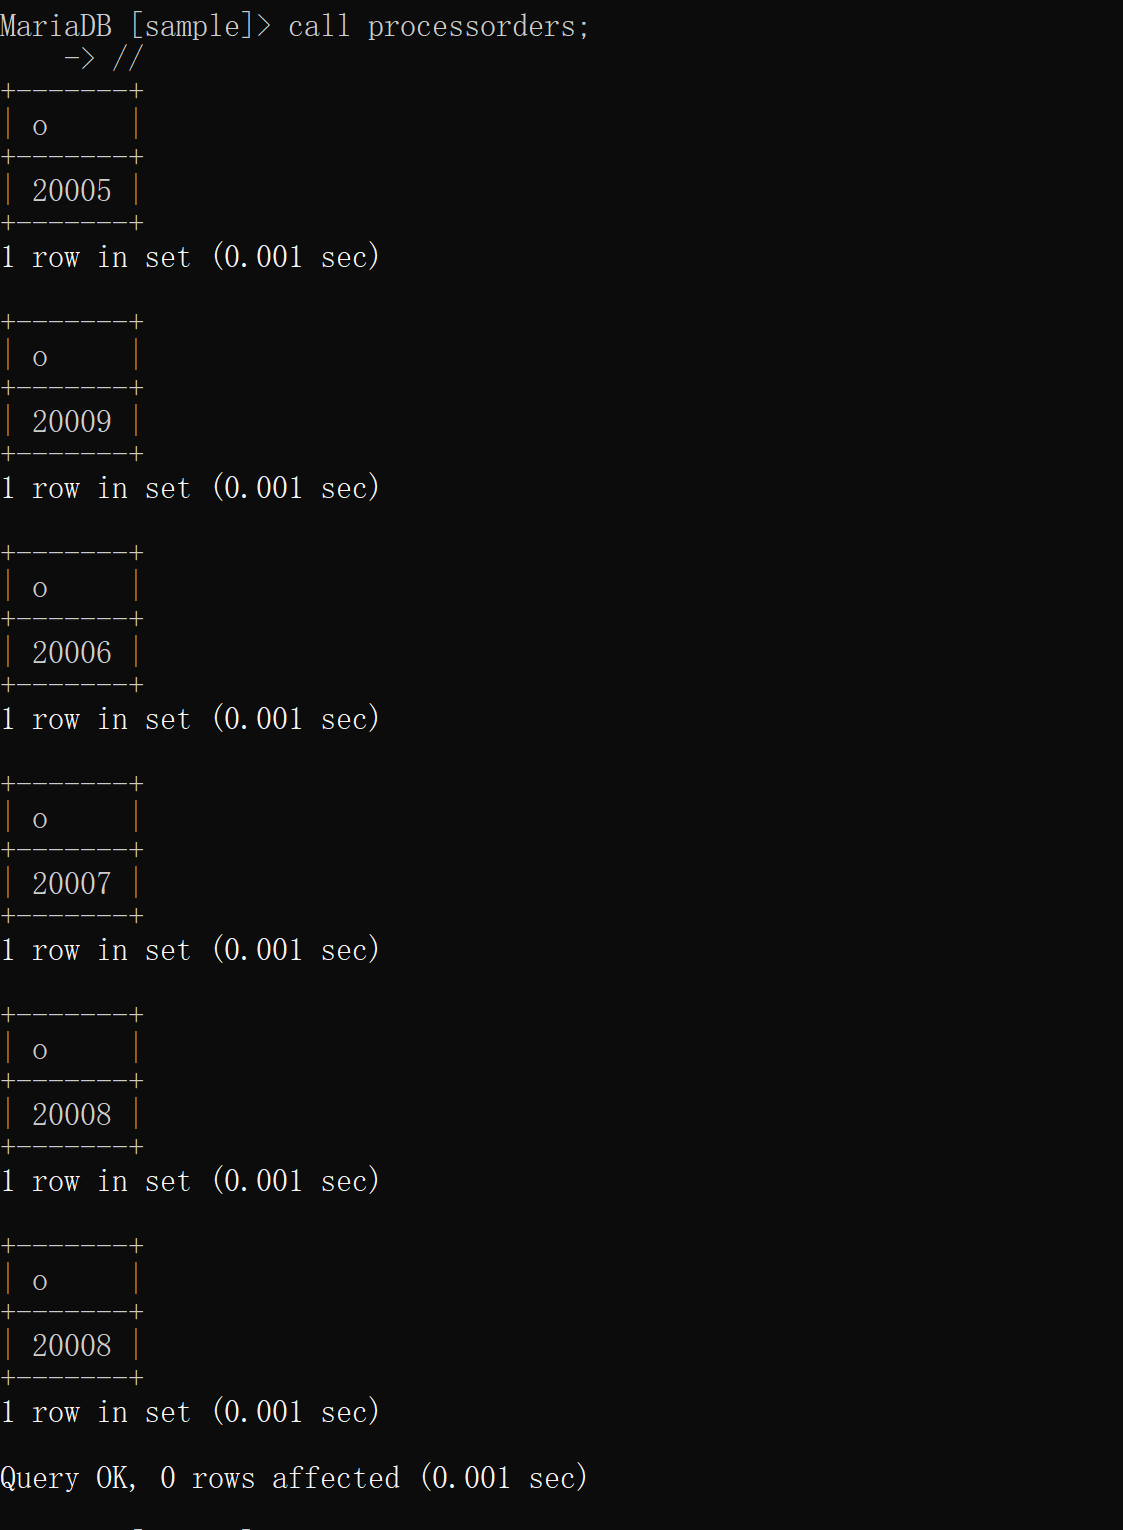 MariaDB [sample]> call processorders;
    -> //
+-------+
| o     |
+-------+
| 20005 |
+-------+
1 row in set (0.001 sec)

+-------+
| o     |
+-------+
| 20009 |
+-------+
1 row in set (0.001 sec)

+-------+
| o     |
+-------+
| 20006 |
+-------+
1 row in set (0.001 sec)

+-------+
| o     |
+-------+
| 20007 |
+-------+
1 row in set (0.001 sec)

+-------+
| o     |
+-------+
| 20008 |
+-------+
1 row in set (0.001 sec)

+-------+
| o     |
+-------+
| 20008 |
+-------+
1 row in set (0.001 sec)

Query OK, 0 rows affected (0.001 sec)